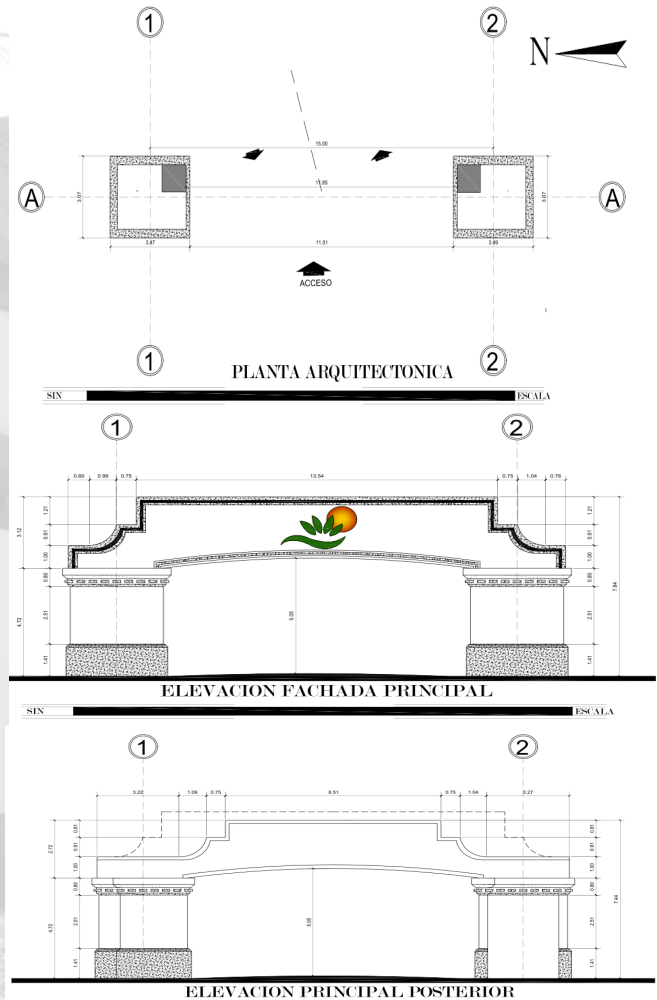 1 2
N
15.00
A A
3.07 11.85 3.07
3.47 11.51 3.49
ACCESO
1 2
PLANTA ARQUITECTONICA
SIN ESCALA
1 2
0.80 0.99 0.75 13.54 0.75 1.04 0.76
3.12 1.21 1.21
0.91 0.91
1.00 1.00
0.80 0.80
7.84
4.72 2.51 5.05 2.51
1.41 1.41
ELEVACION FACHADA PRINCIPAL
SIN ESCALA
1 2
3.22 1.09 0.75 8.51 0.75 1.04 3.27
2.72 0.81 0.81
0.91 0.91
1.00 1.00
0.80 0.80
7.44
4.72 2.51 5.05 2.51
1.41 1.41
ELEVACION PRINCIPAL POSTERIOR